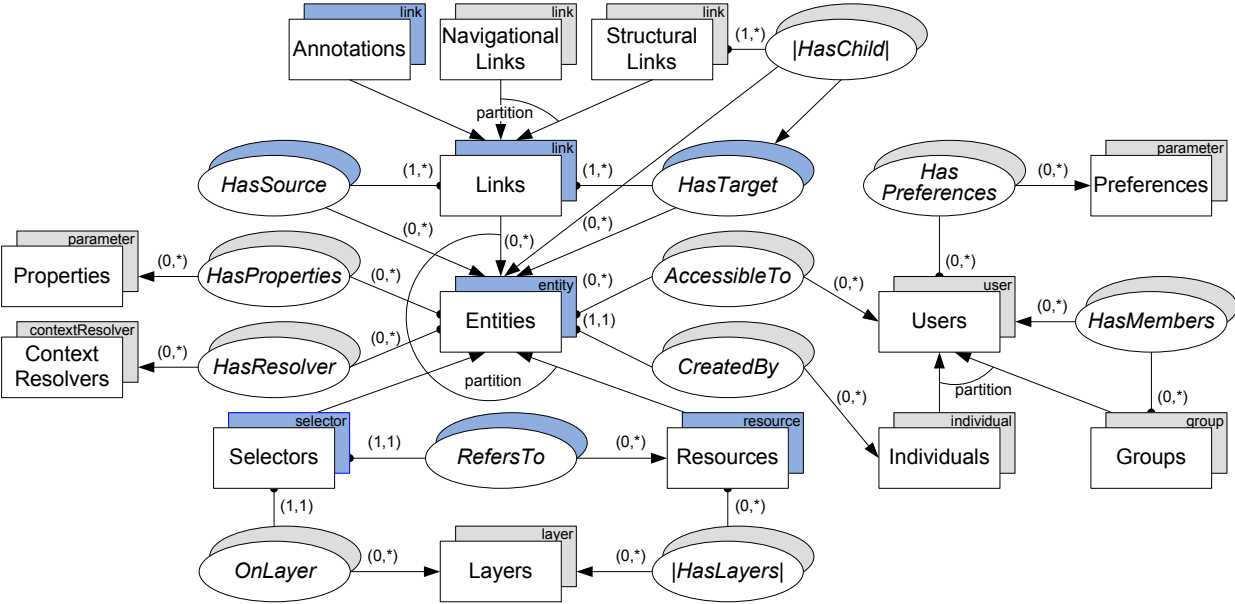 link
link
link
Annotations
Navigational
Links
Structural
Links
(1,*)
|HasChild|
partition
link
HasSource
(1,*)
Links
(1,*)
HasTarget
Has
Preferences
(0,*)
parameter
Preferences
(0,*)
(0,*)
(0,*)
(0,*)
parameter
Properties
(0,*)
HasProperties
(0,*)
entity
Entities
(0,*)
(1,1)
AccessibleTo
(0,*)
(0,*)
user
Users
(0,*)
HasMembers
contextResolver
Context
Resolvers
(0,*)
HasResolver
(0,*)
partition
CreatedBy
(0,*)
partition
(0,*)
selector
Selectors
(1,1)
RefersTo
(0,*)
resource
Resources
individual
Individuals
group
Groups
(1,1)
(0,*)
OnLayer
(0,*)
layer
Layers
(0,*)
|HasLayers|